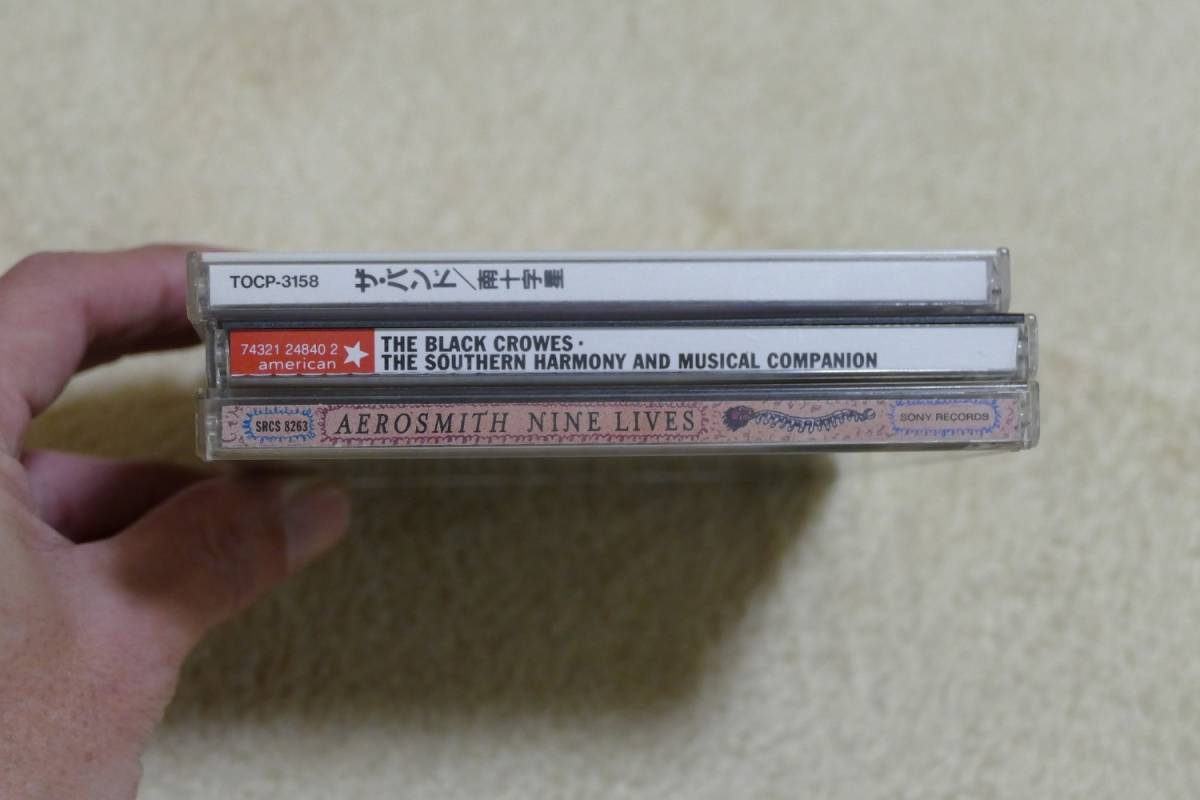 TOCP-3158 ザ・バンド／南十字星
74321 24840 2
american
THE BLACK CROWES・
THE SOUTHERN HARMONY AND MUSICAL COMPANION
SRCS 8263 AEROSMITH NINE LIVES SONY RECORDS